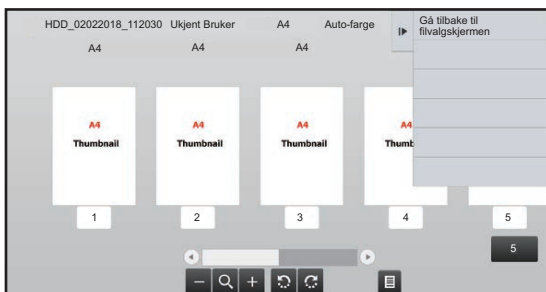 HDD_02022018_112030 Ukjent Bruker A4 Auto-farge
Gå tilbake til
filvalgskjermen
A4 A4 A4
A4 A4 A4 A4
Thumbnail Thumbnail Thumbnail Thumb
1 2 3 4 5
5